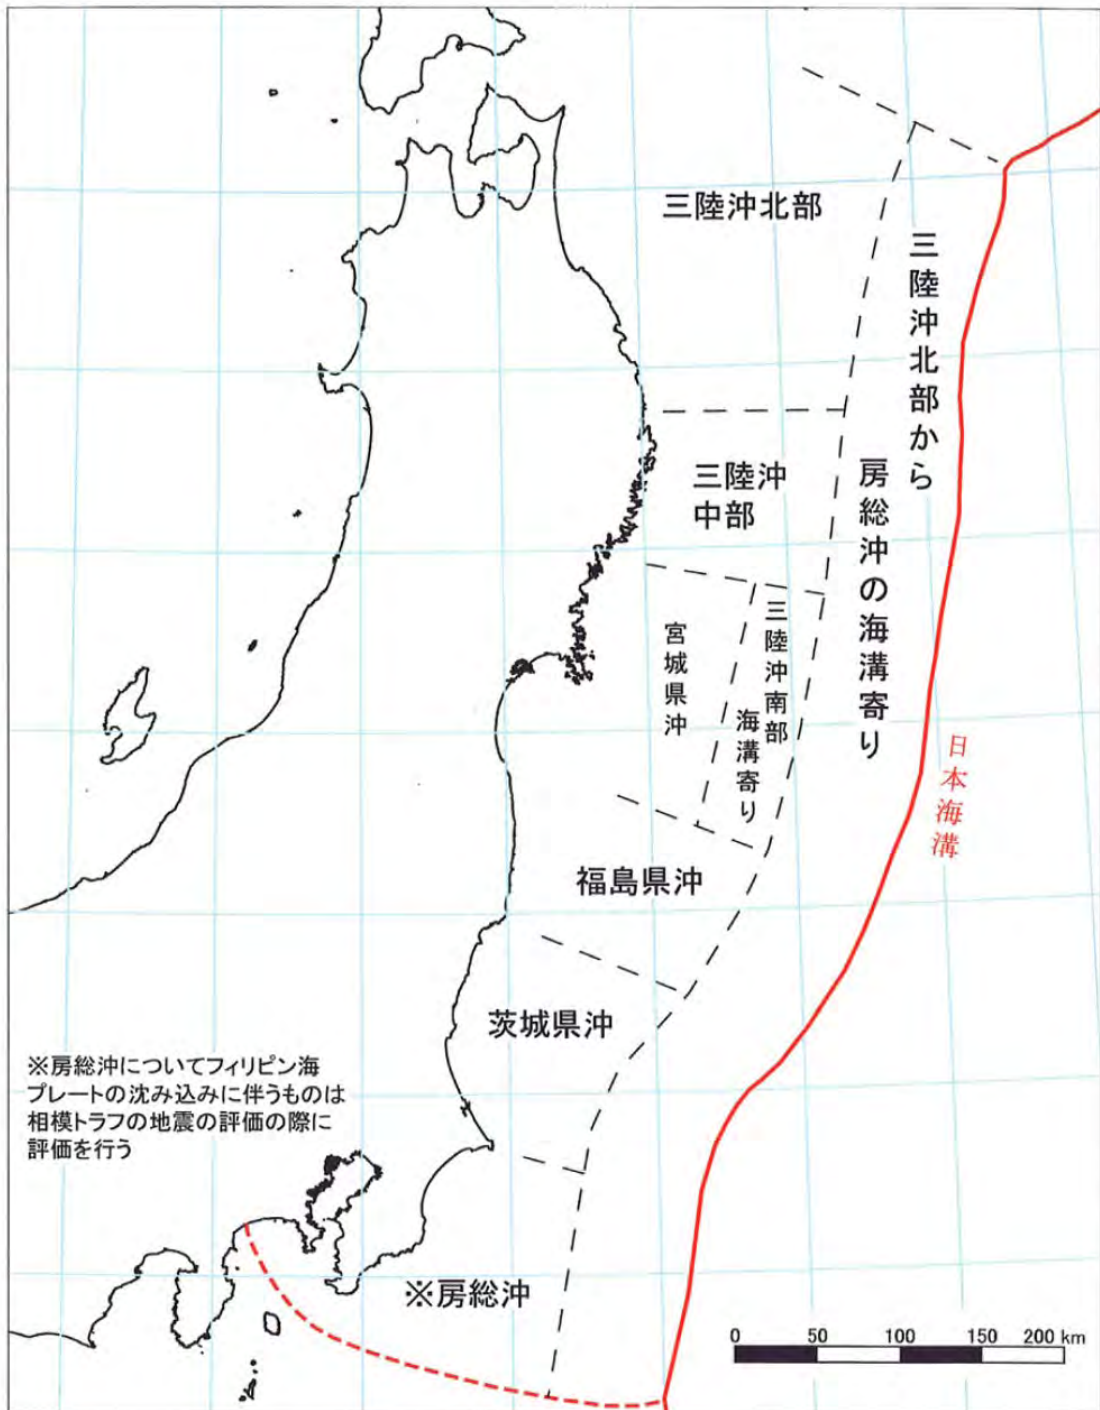 三陸沖北部
三陸沖北部から
房総沖の海溝寄り
三陸沖
中部
宮城県沖
三陸沖南部
海溝寄り
日本海溝
福島県沖
茨城県沖
※房総沖についてフィリピン海
プレートの沈み込みに伴うものは
相模トラフの地震の評価の際に
評価を行う
※房総沖
0 50 100 150 200 km